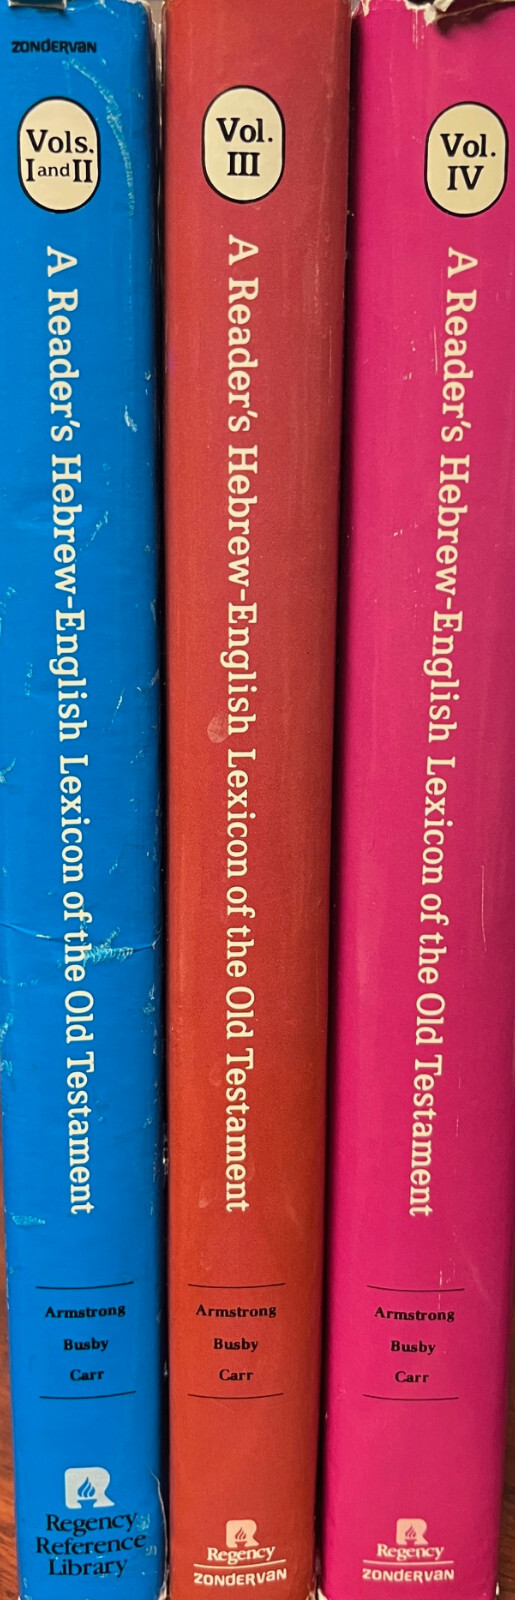 ZONDERVAN
Vols.
I and II
A Reader's Hebrew-English Lexicon of the Old Testament
Armstrong
Busby
Carr
R
Regency
Reference
Library
Vol.
III
A Reader's Hebrew-English Lexicon of the Old Testament
Armstrong
Busby
Carr
R
Regency
ZONDERVAN
Vol.
IV
A Reader's Hebrew-English Lexicon of the Old Testament
Armstrong
Busby
Carr
R
Regency
ZONDERVAN